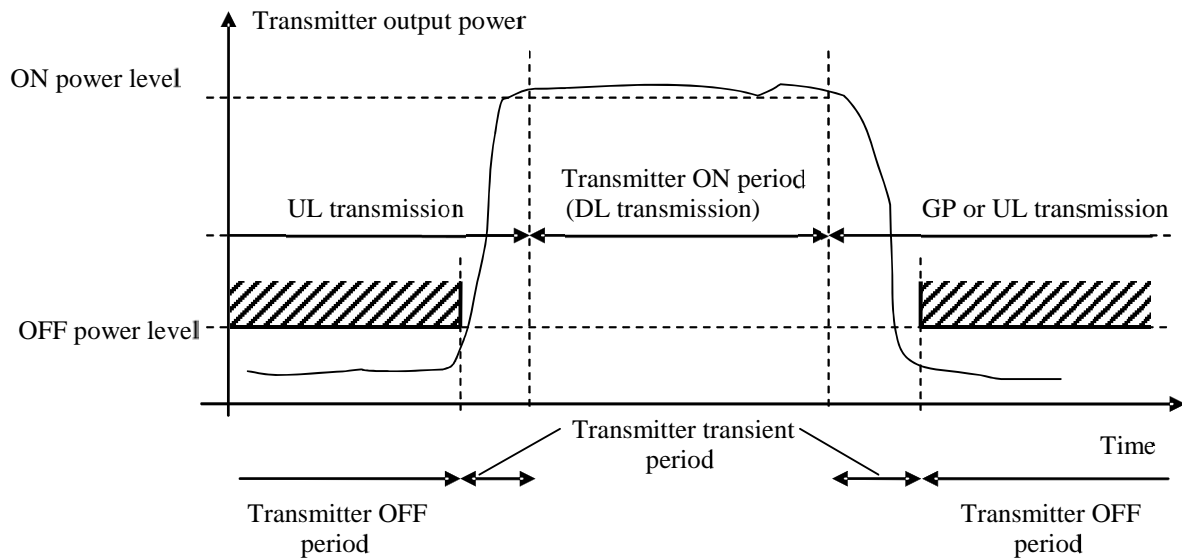 Transmitter output power
ON power level
Transmitter ON period
(DL transmission)
UL transmission
GP or UL transmission
OFF power level
Transmitter transient
period
Time
Transmitter OFF
period
Transmitter OFF
period